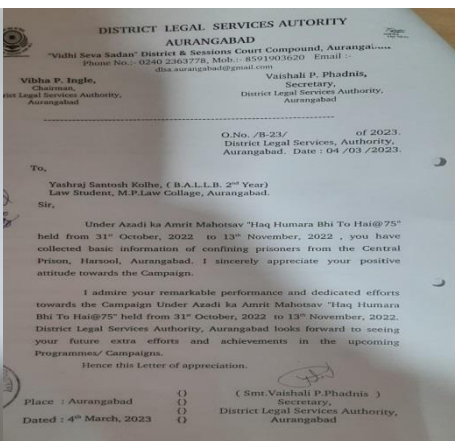 DISTRICT LEGAL SERVICES AUTORITY
AURANGABAD
"Vidhi Seva Sadan" District & Sessions Court Compound,
Phone No.:- 0240 2363778, Mob.:- 8591903620 Email :-
dlsa.aurangabad@gmail.com
Vibha P. Ingle,
Chairman,
Legal Services Authority,
Aurangabad
Vaishali P. Phadnis,
Secretary,
District Legal Services Authority,
Aurangabad
O.No. /B-23/ of 2023.
District Legal Services, Authority,
Aurangabad. Date : 04 /03 /2023.
To,
Yashraj Santosh Kolhe, ( B.A.L.L.B. 2nd Year)
Law Student, M.P.Law Collage, Aurangabad.
Sir,
Under Azadi ka Amrit Mahotsav "Haq Humara Bhi To Hai@75"
held from 31st October, 2022 to 13th November, 2022 , you have
collected basic information of confining prisoners from the Central
Prison, Harsool, Aurangabad. I sincerely appreciate your positive
attitude towards the Campaign.
I admire your remarkable performance and dedicated efforts
towards the Campaign Under Azadi ka Amrit Mahotsav "Haq Humara
Bhi To Hai@75" held from 31st October, 2022 to 13th November, 2022.
District Legal Services Authority, Aurangabad looks forward to seeing
your future extra efforts and achievements in the upcoming
Programmes/ Campaigns.
Hence this Letter of appreciation.
Place : Aurangabad
Dated : 4th March, 2023
()
()
()
( Smt.Vaishali P.Phadnis )
Secretary,
District Legal Services Authority,
Aurangabad